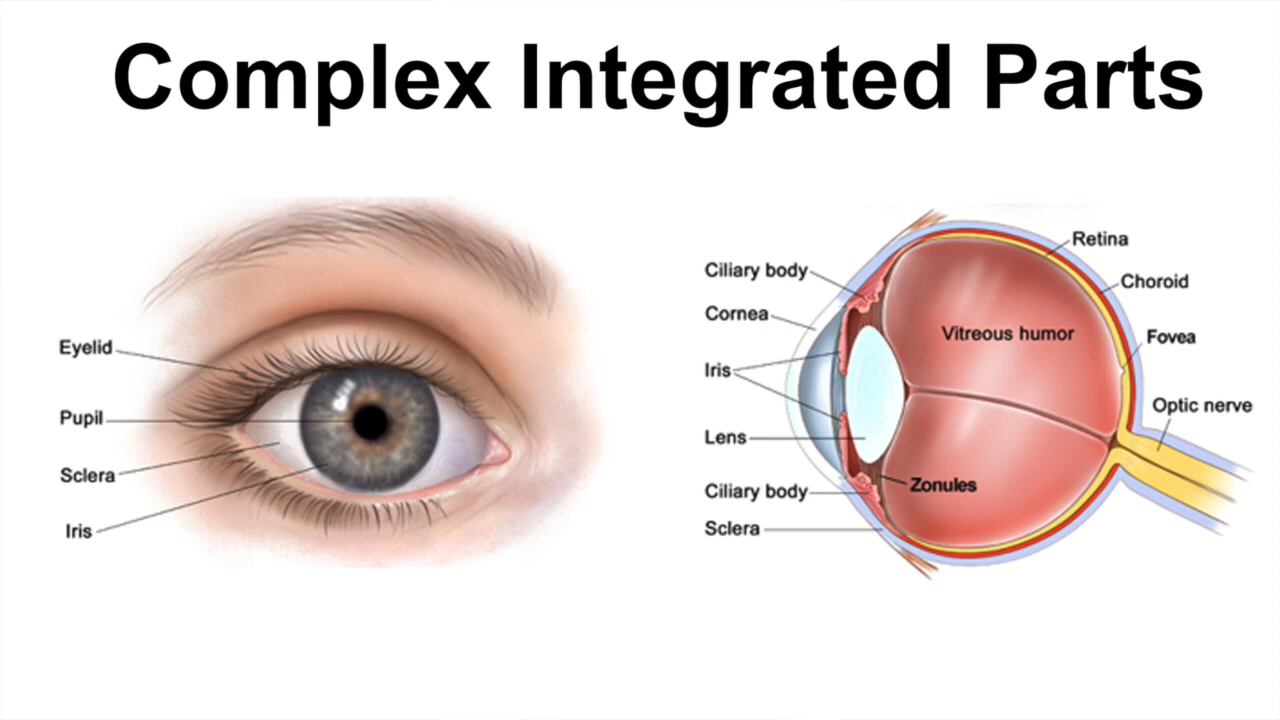 Complex Integrated Parts
Eyelid
Pupil
Sclera
Iris
Ciliary body
Cornea
Iris
Lens
Ciliary body
Sclera
Retina
Choroid
Vitreous humor
Fovea
Optic nerve
Zonules